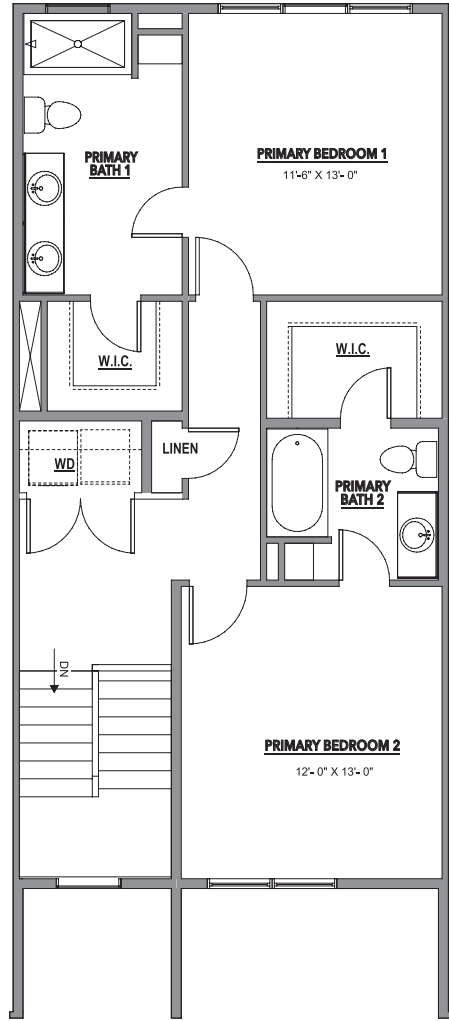 PRIMARY
BATH 1
PRIMARY BEDROOM 1
11'-6" X 13'- 0"
W.I.C.
W.I.C.
LINEN
WD
PRIMARY
BATH 2
DN
PRIMARY BEDROOM 2
12'- 0" X 13'- 0"